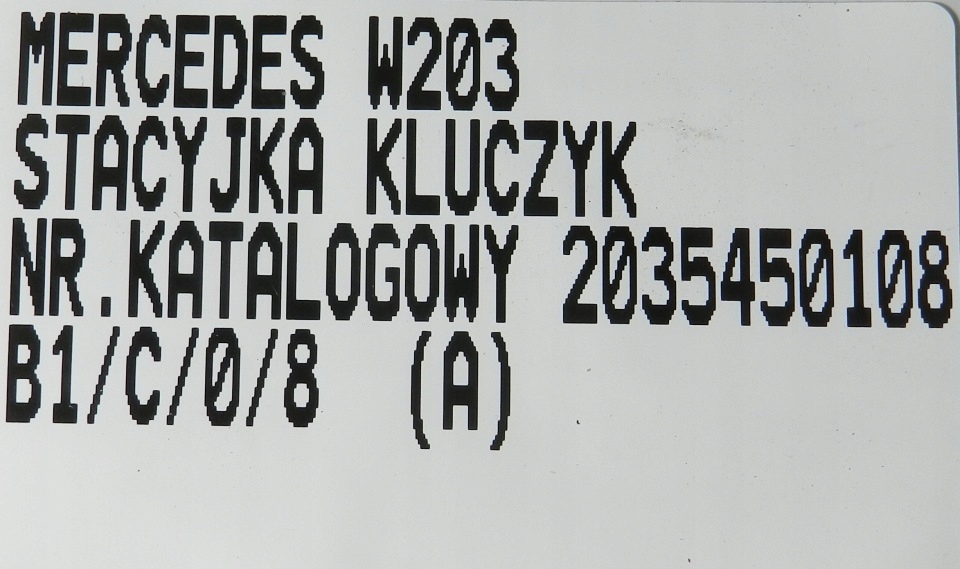 MERCEDES W203
STACYJKA KLUCZYK
NR.KATALOGOWY 2035450108
B1/C/0/8 (A)